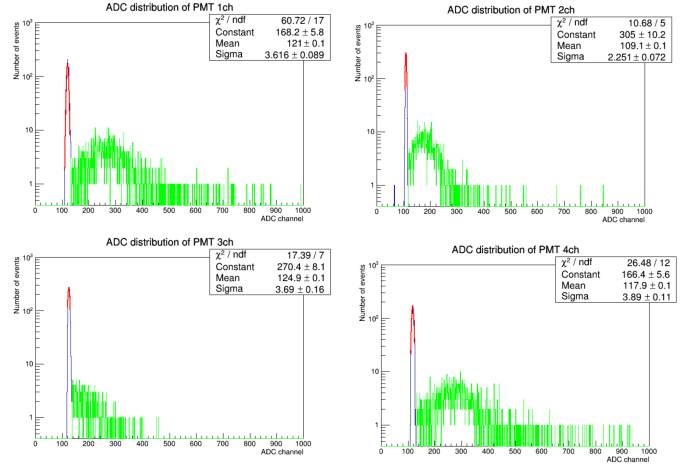 ADC distribution of PMT 1ch
χ² / ndf 60.72 / 17
Constant 168.2 ± 5.8
Mean 121 ± 0.1
Sigma 3.616 ± 0.089
Number of events
10³
10²
10
1
0 100 200 300 400 500 600 700 800 900 1000
ADC channel
ADC distribution of PMT 2ch
χ² / ndf 10.68 / 5
Constant 305 ± 10.2
Mean 109.1 ± 0.1
Sigma 2.251 ± 0.072
Number of events
10³
10²
10
1
0 100 200 300 400 500 600 700 800 900 1000
ADC channel
ADC distribution of PMT 3ch
χ² / ndf 17.39 / 7
Constant 270.4 ± 8.1
Mean 124.9 ± 0.1
Sigma 3.69 ± 0.16
Number of events
10³
10²
10
1
0 100 200 300 400 500 600 700 800 900 1000
ADC channel
ADC distribution of PMT 4ch
χ² / ndf 26.48 / 12
Constant 166.4 ± 5.6
Mean 117.9 ± 0.1
Sigma 3.89 ± 0.11
Number of events
10³
10²
10
1
0 100 200 300 400 500 600 700 800 900 1000
ADC channel